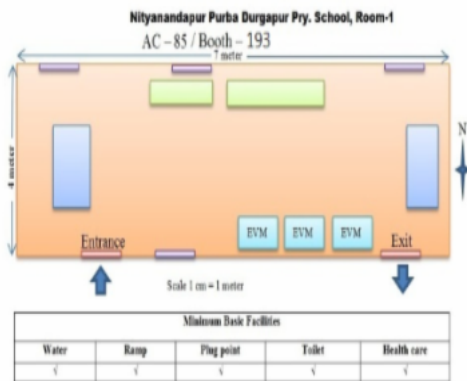 Nityanandapur Purba Durgapur Pry. School, Room-1
AC – 85 / Booth – 193
7 meter
4 meter
N
EVM EVM EVM
Entrance
Exit
Scale 1 cm = 1 meter
Minimum Basic Facilities
Water Ramp Plug point Toilet Health care
√ √ √ √ √